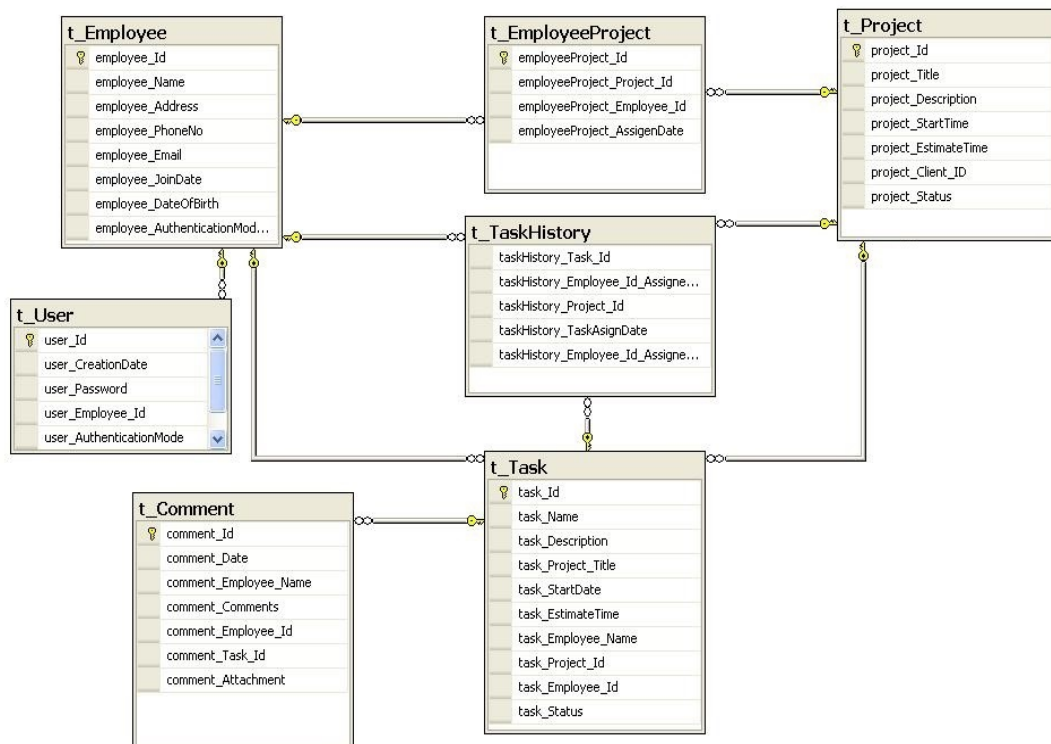 t_Employee
employee_Id
employee_Name
employee_Address
employee_PhoneNo
employee_Email
employee_JoinDate
employee_DateOfBirth
employee_AuthenticationMod...
t_EmployeeProject
employeeProject_Id
employeeProject_Project_Id
employeeProject_Employee_Id
employeeProject_AssigenDate
t_Project
project_Id
project_Title
project_Description
project_StartTime
project_EstimateTime
project_Client_ID
project_Status
t_TaskHistory
taskHistory_Task_Id
taskHistory_Employee_Id_Assigne...
taskHistory_Project_Id
taskHistory_TaskAsignDate
taskHistory_Employee_Id_Assigne...
t_User
user_Id
user_CreationDate
user_Password
user_Employee_Id
user_AuthenticationMode
t_Task
task_Id
task_Name
task_Description
task_Project_Title
task_StartDate
task_EstimateTime
task_Employee_Name
task_Project_Id
task_Employee_Id
task_Status
t_Comment
comment_Id
comment_Date
comment_Employee_Name
comment_Comments
comment_Employee_Id
comment_Task_Id
comment_Attachment